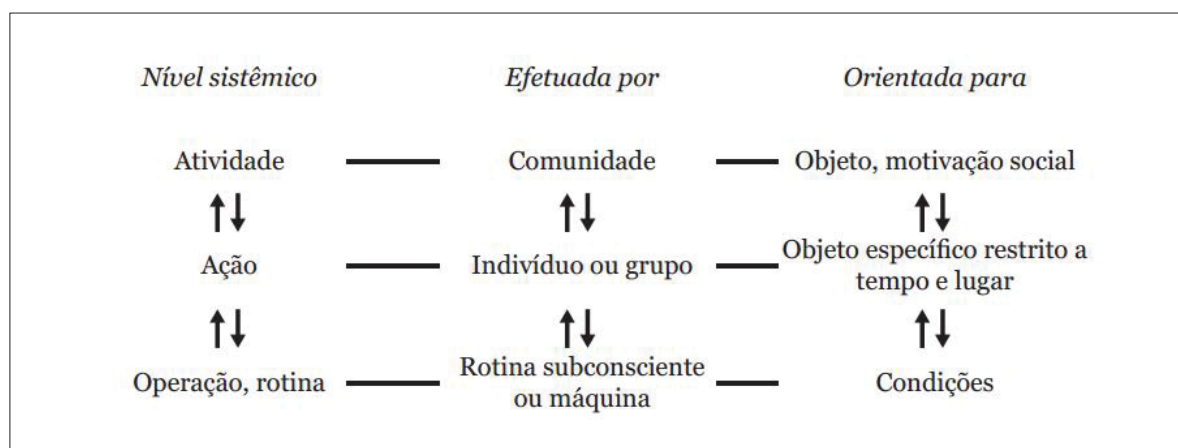 Nível sistêmico Efetuada por Orientada para
Atividade Comunidade Objeto, motivação social
Ação Indivíduo ou grupo Objeto específico restrito a
tempo e lugar
Operação, rotina Rotina subconsciente
ou máquina Condições